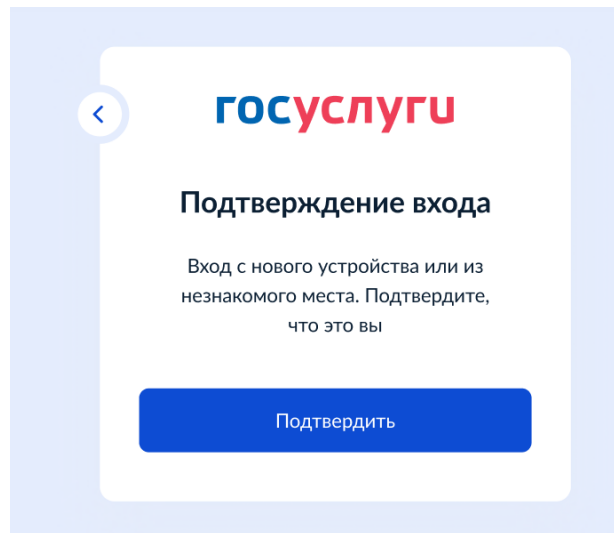 госуслуги
Подтверждение входа
Вход с нового устройства или из
незнакомого места. Подтвердите,
что это вы
Подтвердить